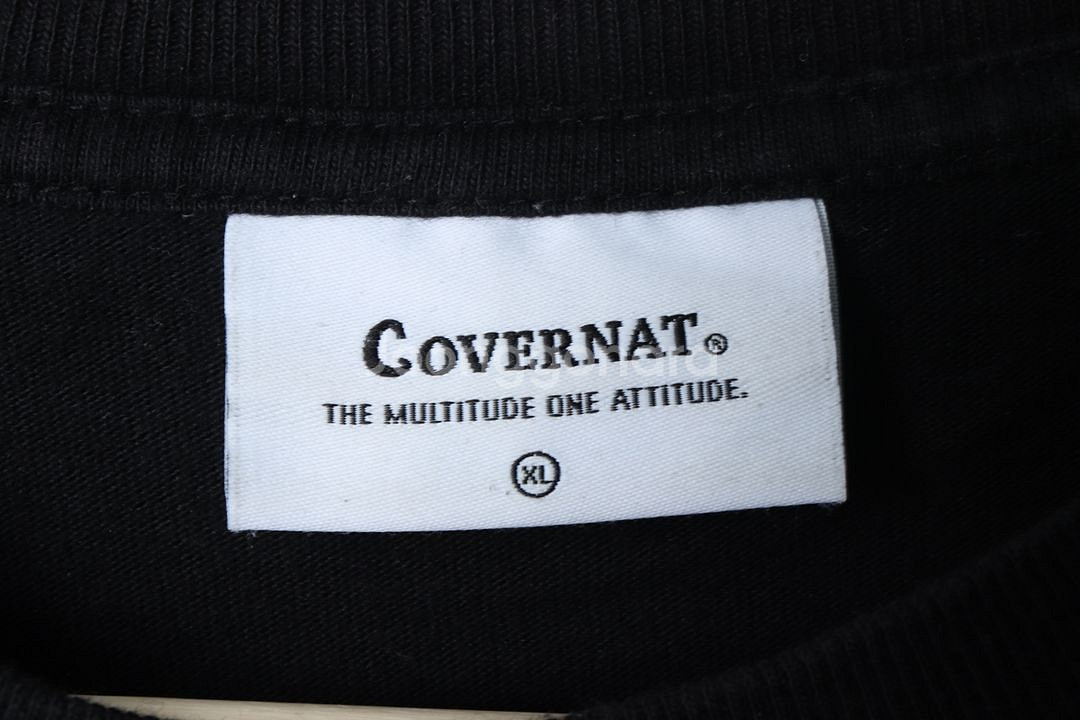 COVERNAT®
THE MULTITUDE ONE ATTITUDE.
XL